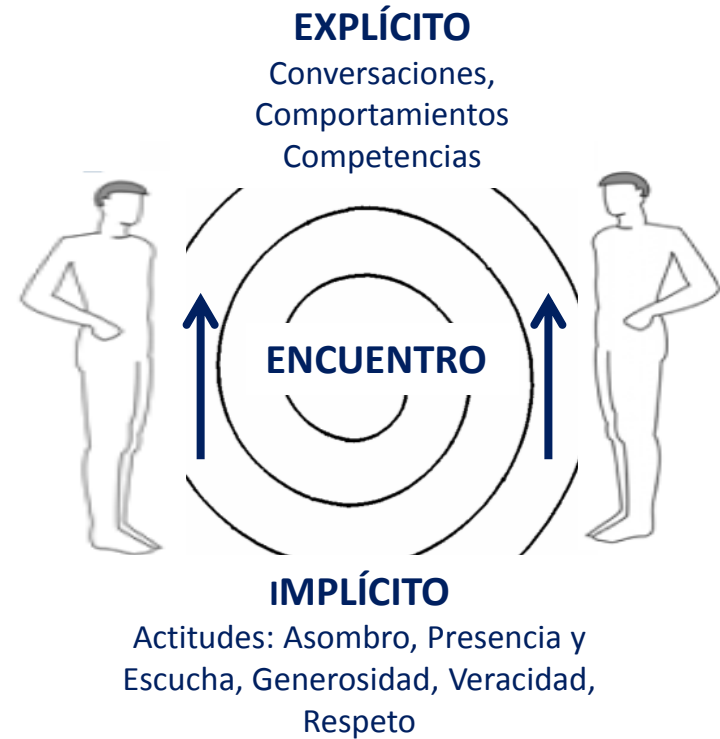 EXPLÍCITO
Conversaciones,
Comportamientos
Competencias
ENCUENTRO
IMPLÍCITO
Actitudes: Asombro, Presencia y
Escucha, Generosidad, Veracidad,
Respeto